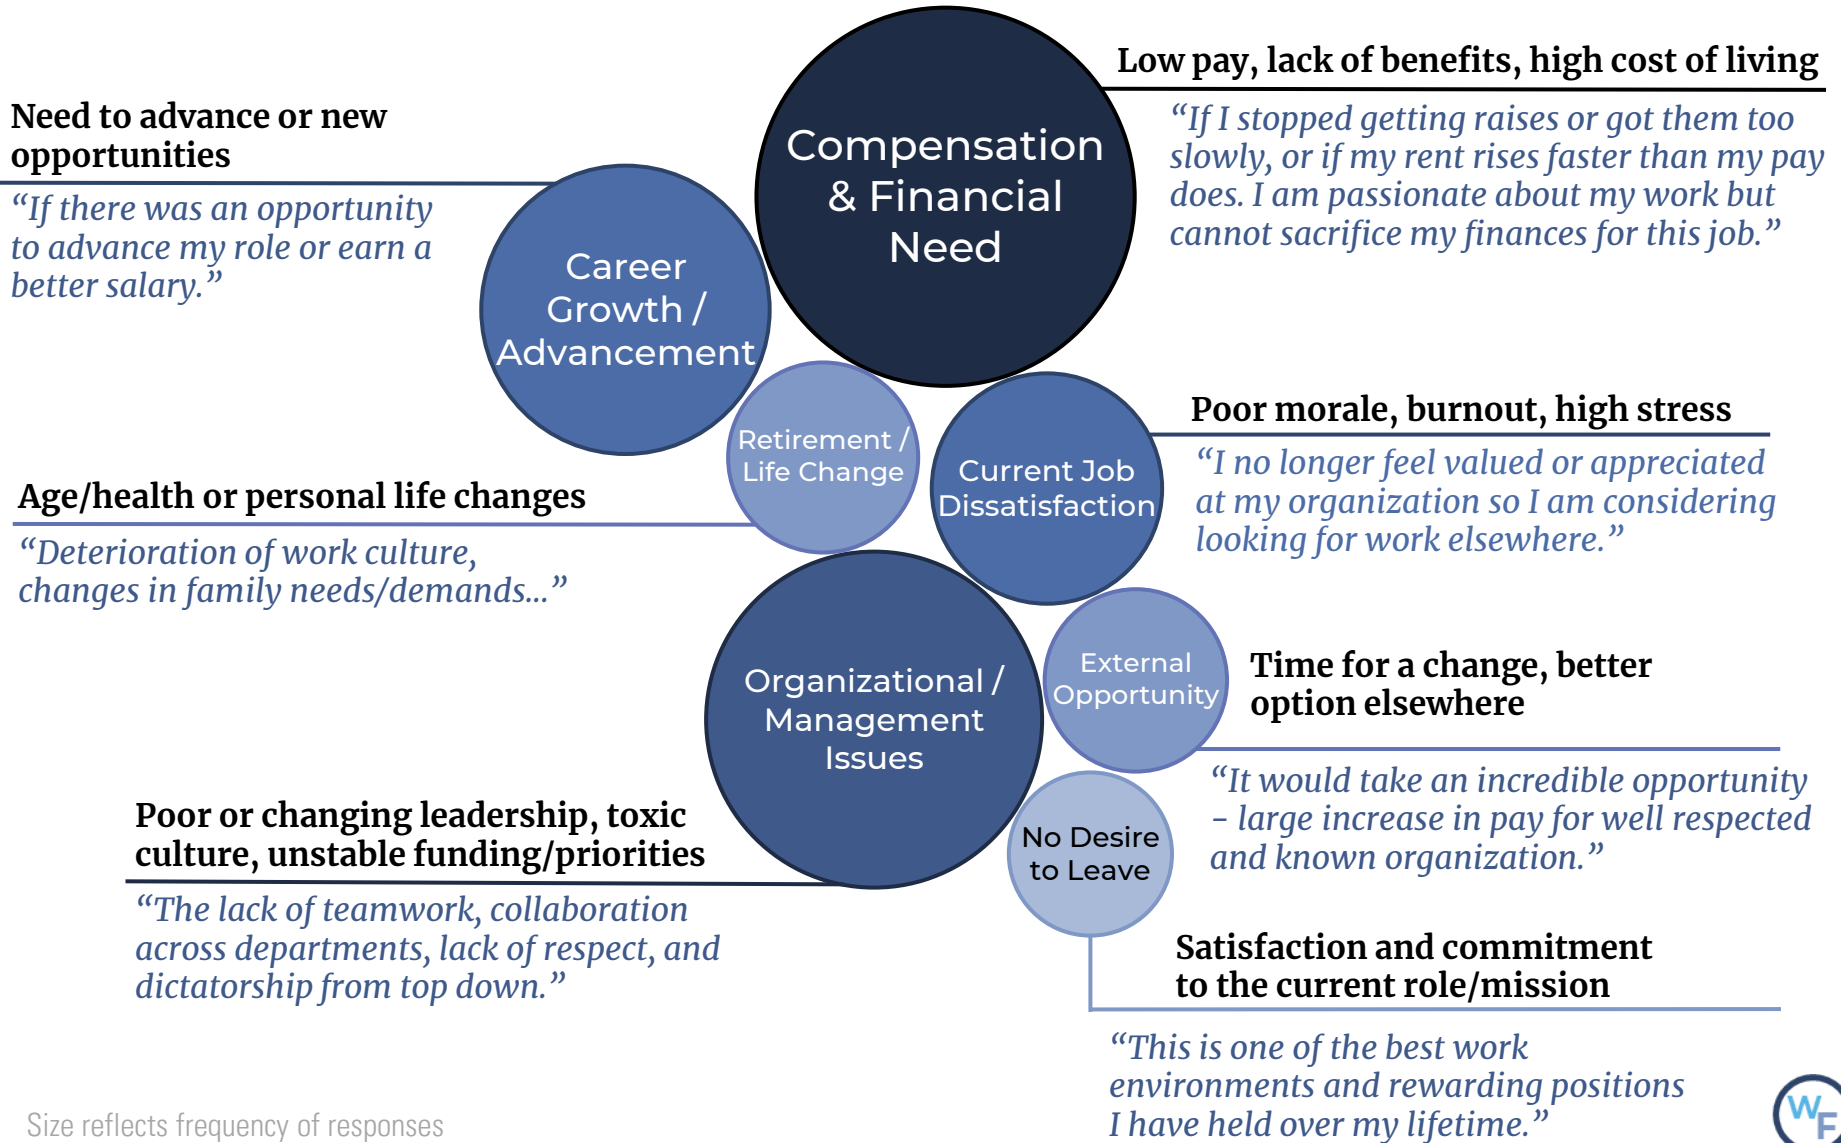 Compensation
& Financial
Need
Low pay, lack of benefits, high cost of living
“If I stopped getting raises or got them too
slowly, or if my rent rises faster than my pay
does. I am passionate about my work but
cannot sacrifice my finances for this job.”
Need to advance or new
opportunities
“If there was an opportunity
to advance my role or earn a
better salary.”
Career
Growth /
Advancement
Retirement /
Life Change
Age/health or personal life changes
“Deterioration of work culture,
changes in family needs/demands...”
Current Job
Dissatisfaction
Poor morale, burnout, high stress
“I no longer feel valued or appreciated
at my organization so I am considering
looking for work elsewhere.”
Organizational /
Management
Issues
Poor or changing leadership, toxic
culture, unstable funding/priorities
“The lack of teamwork, collaboration
across departments, lack of respect, and
dictatorship from top down.”
External
Opportunity
Time for a change, better
option elsewhere
“It would take an incredible opportunity
– large increase in pay for well respected
and known organization.”
No Desire
to Leave
Satisfaction and commitment
to the current role/mission
“This is one of the best work
environments and rewarding positions
I have held over my lifetime.”
Size reflects frequency of responses
WF